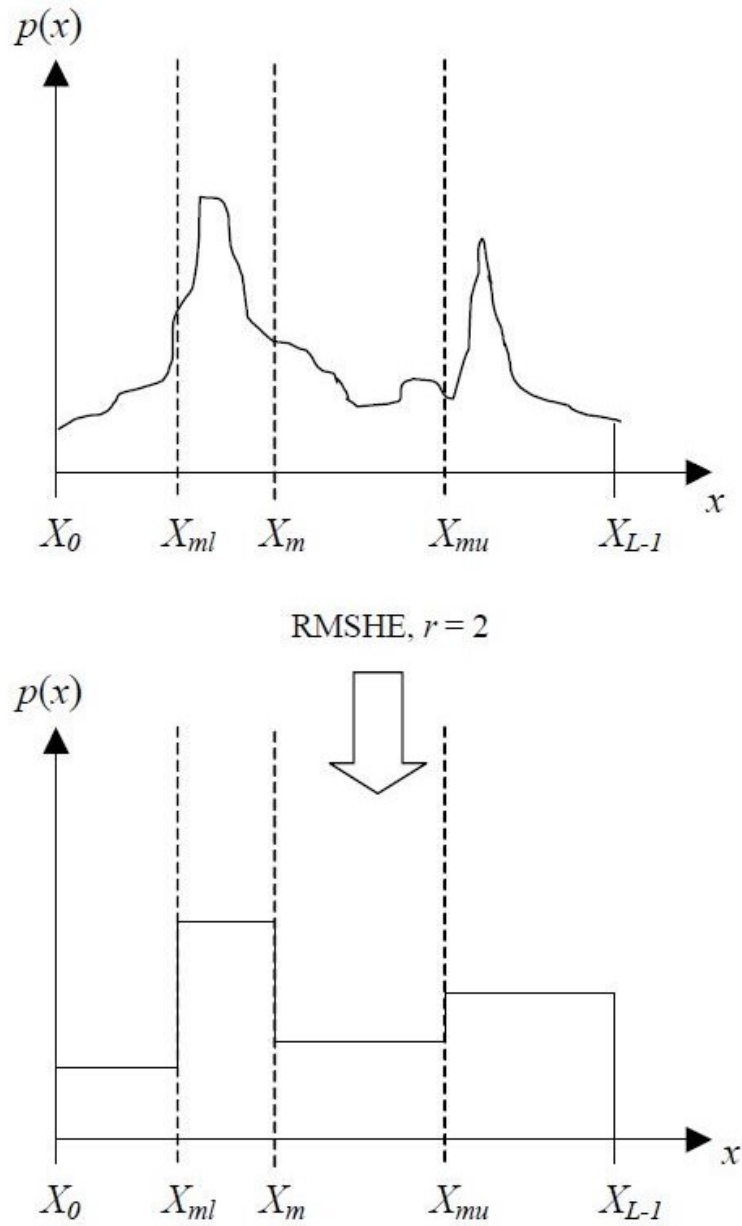 p(x)
x
X0 Xml Xm Xmu XL-1
RMSHE, r = 2
p(x)
x
X0 Xml Xm Xmu XL-1